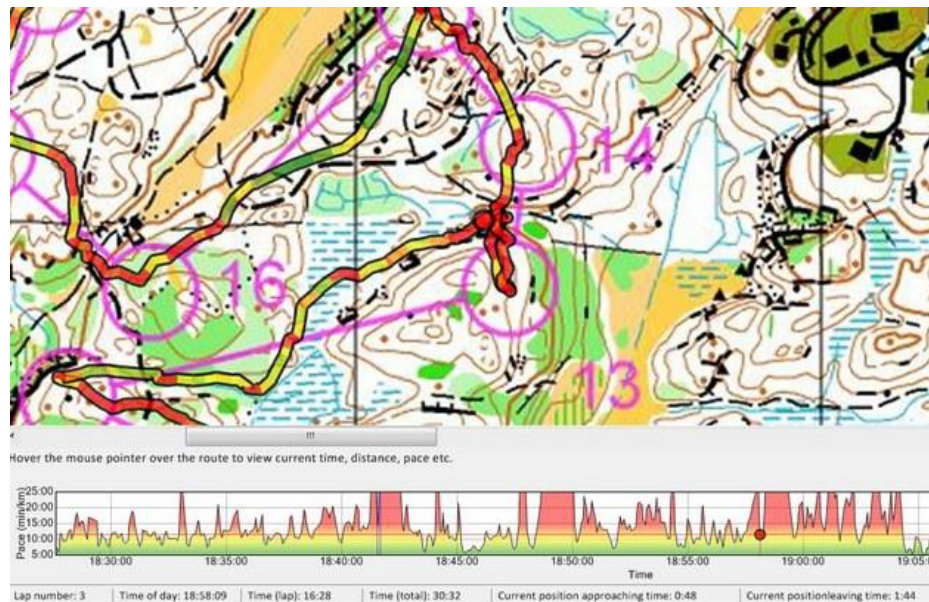 14
16
13
Hover the mouse pointer over the route to view current time, distance, pace etc.
Pace (min/km)
25:00
20:00
15:00
10:00
5:00
18:30:00 18:35:00 18:40:00 18:45:00 18:50:00 18:55:00 19:00:00 19:05:0
Time
Lap number: 3 Time of day: 18:58:09 Time (lap): 16:28 Time (total): 30:32 Current position approaching time: 0:48 Current positionleaving time: 1:44